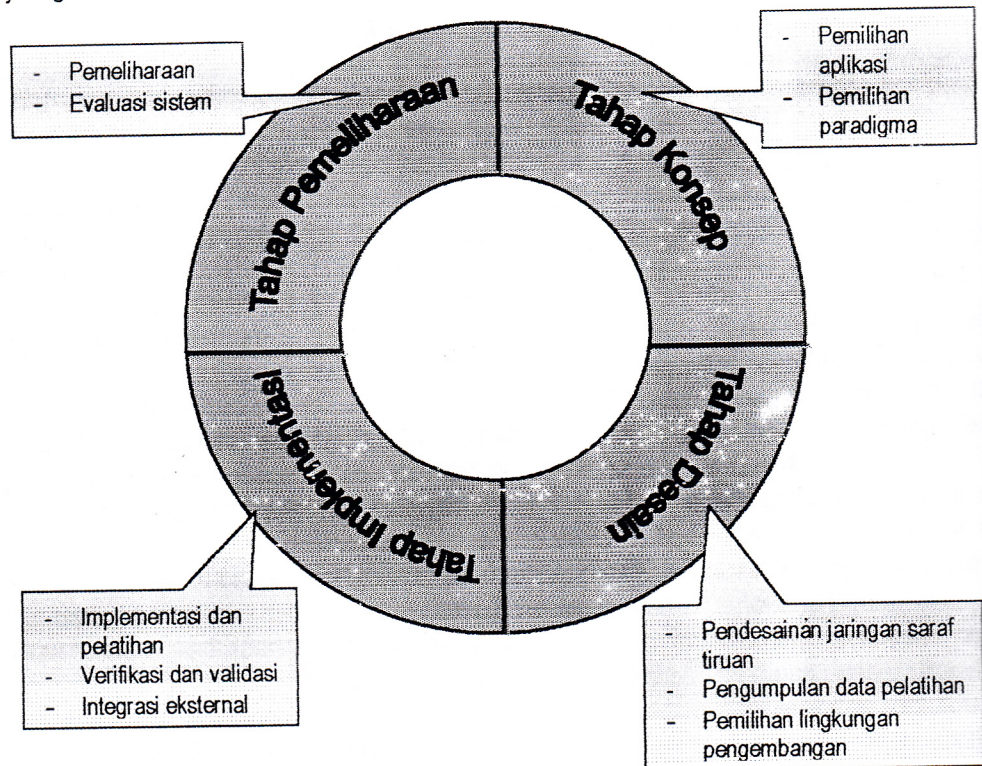 - Pemeliharaan
- Evaluasi sistem
- Pemilihan
aplikasi
- Pemilihan
paradigma
Tahap Pemeliharaan
Tahap Konsep
Tahap Desain
Tahap Implementasi
- Implementasi dan
pelatihan
- Verifikasi dan validasi
- Integrasi eksternal
- Pendesainan jaringan saraf
tiruan
- Pengumpulan data pelatihan
- Pemilihan lingkungan
pengembangan